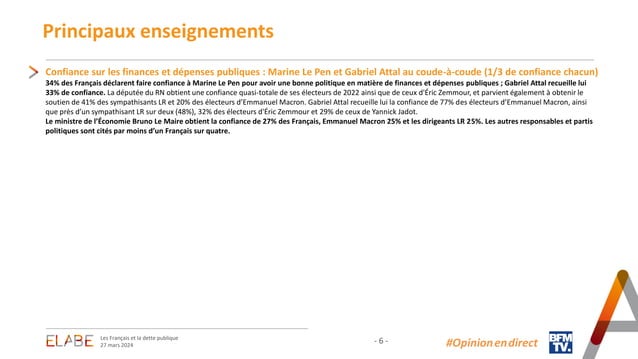 Principaux enseignements
Confiance sur les finances et dépenses publiques : Marine Le Pen et Gabriel Attal au coude-à-coude (1/3 de confiance chacun)
34% des Français déclarent faire confiance à Marine Le Pen pour avoir une bonne politique en matière de finances et dépenses publiques ; Gabriel Attal recueille lui
33% de confiance. La députée du RN obtient une confiance quasi-totale de ses électeurs de 2022 ainsi que de ceux d'Éric Zemmour, et parvient également à obtenir le
soutien de 41% des sympathisants LR et 20% des électeurs d'Emmanuel Macron. Gabriel Attal recueille lui la confiance de 77% des électeurs d'Emmanuel Macron, ainsi
que près d'un sympathisant LR sur deux (48%), 32% des électeurs d'Éric Zemmour et 29% de ceux de Yannick Jadot.
Le ministre de l'Économie Bruno Le Maire obtient la confiance de 27% des Français, Emmanuel Macron 25% et les dirigeants LR 25%. Les autres responsables et partis
politiques sont cités par moins d'un Français sur quatre.
ELABE
Les Français et la dette publique
27 mars 2024
- 6 -
#Opinionendirect
BFM
TV.